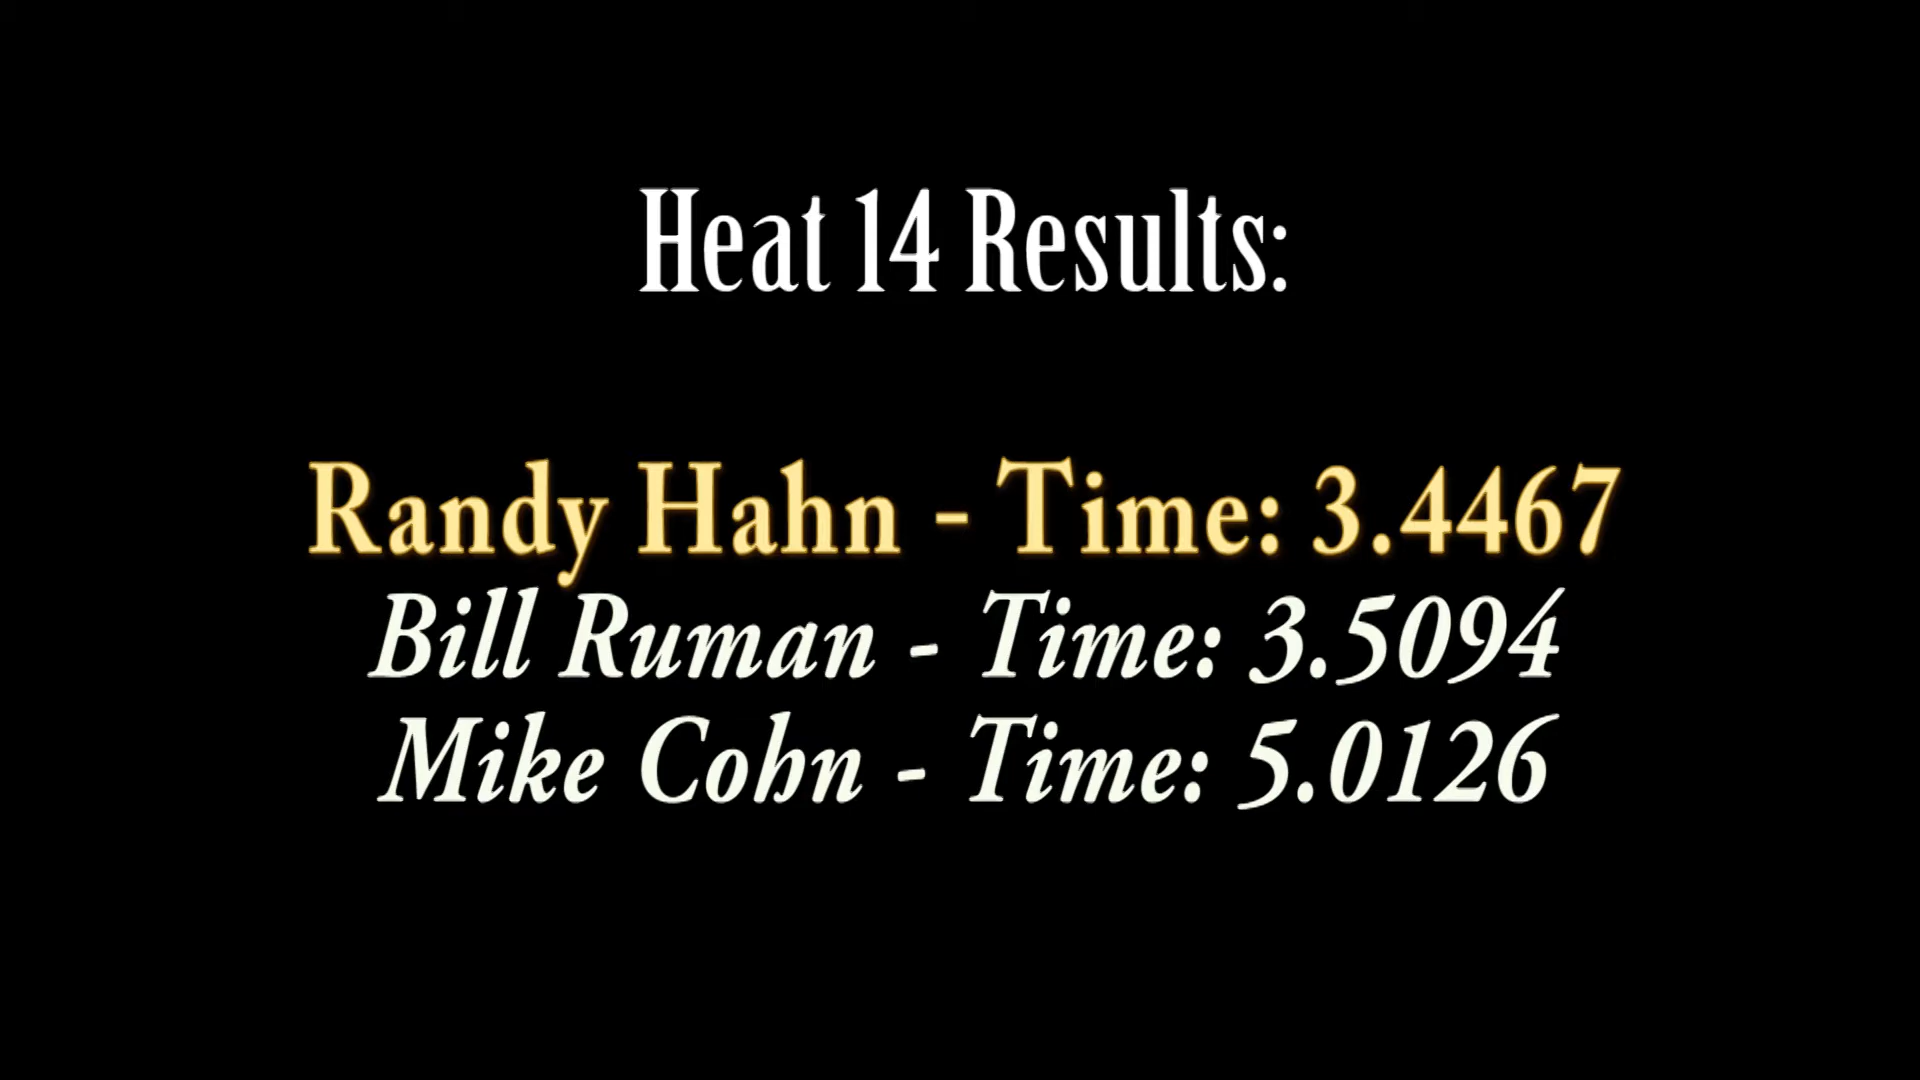 Heat 14 Results:
Randy Hahn - Time: 3.4467
Bill Ruman - Time: 3.5094
Mike Cohn - Time: 5.0126